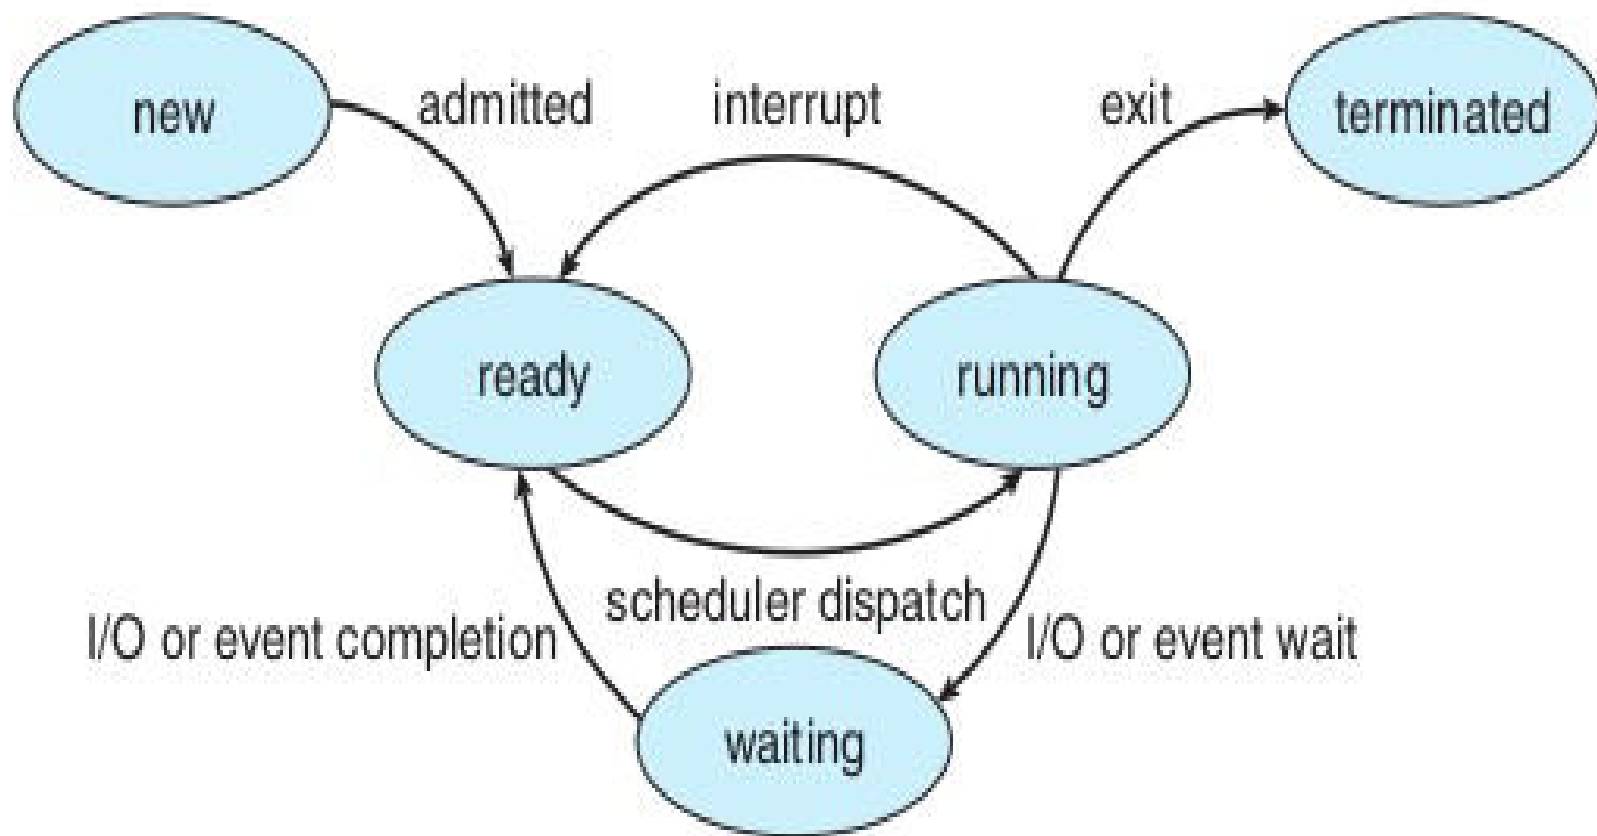 new
admitted
interrupt
exit
terminated
ready
running
scheduler dispatch
I/O or event completion
I/O or event wait
waiting